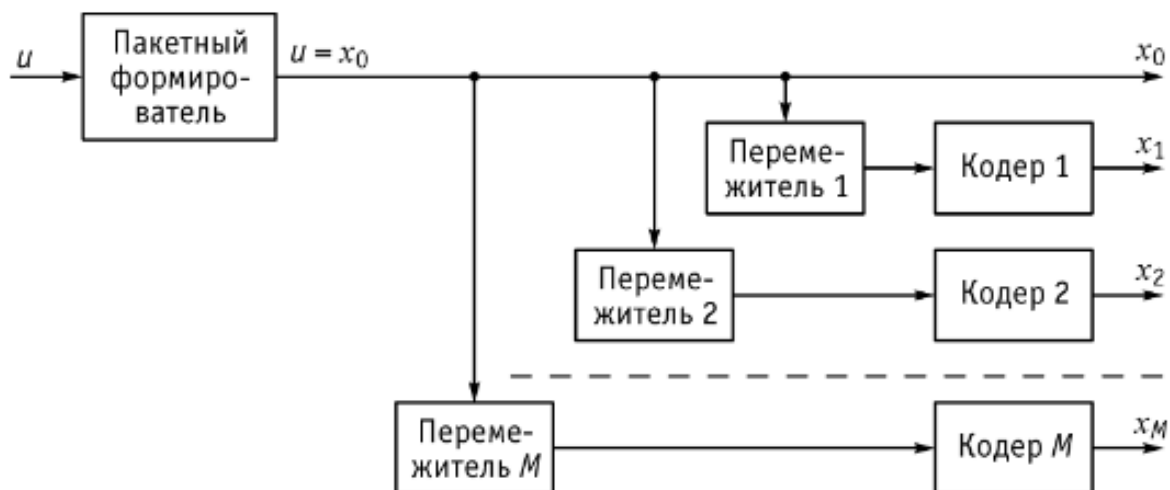 u
Пакетный
формиро-
ватель
u = x₀
x₀
Переме-
житель 1
Кодер 1
x₁
Переме-
житель 2
Кодер 2
x₂
Переме-
житель M
Кодер M
x_M